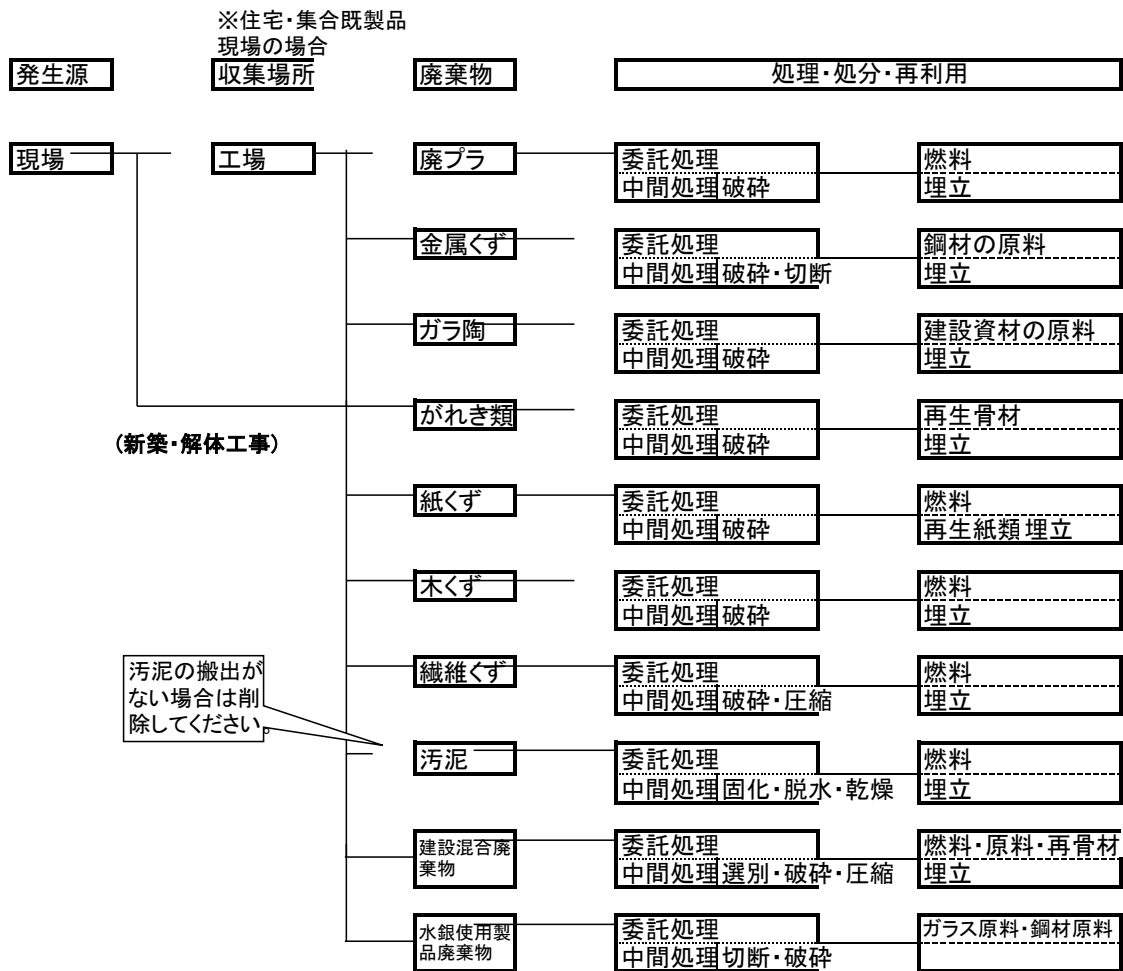 ※住宅・集合既製品
現場の場合
発生源 収集場所 廃棄物 処理・処分・再利用
現場 工場 廃プラ 委託処理 燃料
中間処理 破砕 埋立
金属くず 委託処理 鋼材の原料
中間処理 破砕・切断 埋立
ガラ陶 委託処理 建設資材の原料
中間処理 破砕 埋立
がれき類 委託処理 再生骨材
中間処理 破砕 埋立
(新築・解体工事)
紙くず 委託処理 燃料
中間処理 破砕 再生紙類 埋立
木くず 委託処理 燃料
中間処理 破砕 埋立
繊維くず 委託処理 燃料
中間処理 破砕・圧縮 埋立
汚泥の搬出が
ない場合は削
除してください。
汚泥 委託処理 燃料
中間処理 固化・脱水・乾燥 埋立
建設混合廃
棄物
委託処理 燃料・原料・再骨材
中間処理 選別・破砕・圧縮 埋立
水銀使用製
品廃棄物
委託処理 ガラス原料・鋼材原料
中間処理 切断・破砕